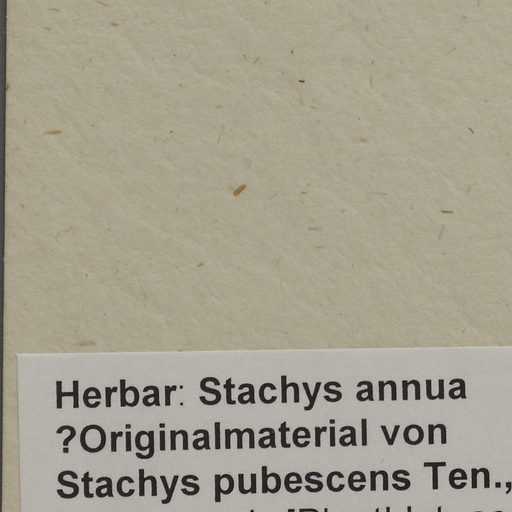 Herbar: Stachys annua
?Originalmaterial von
Stachys pubescens Ten.,